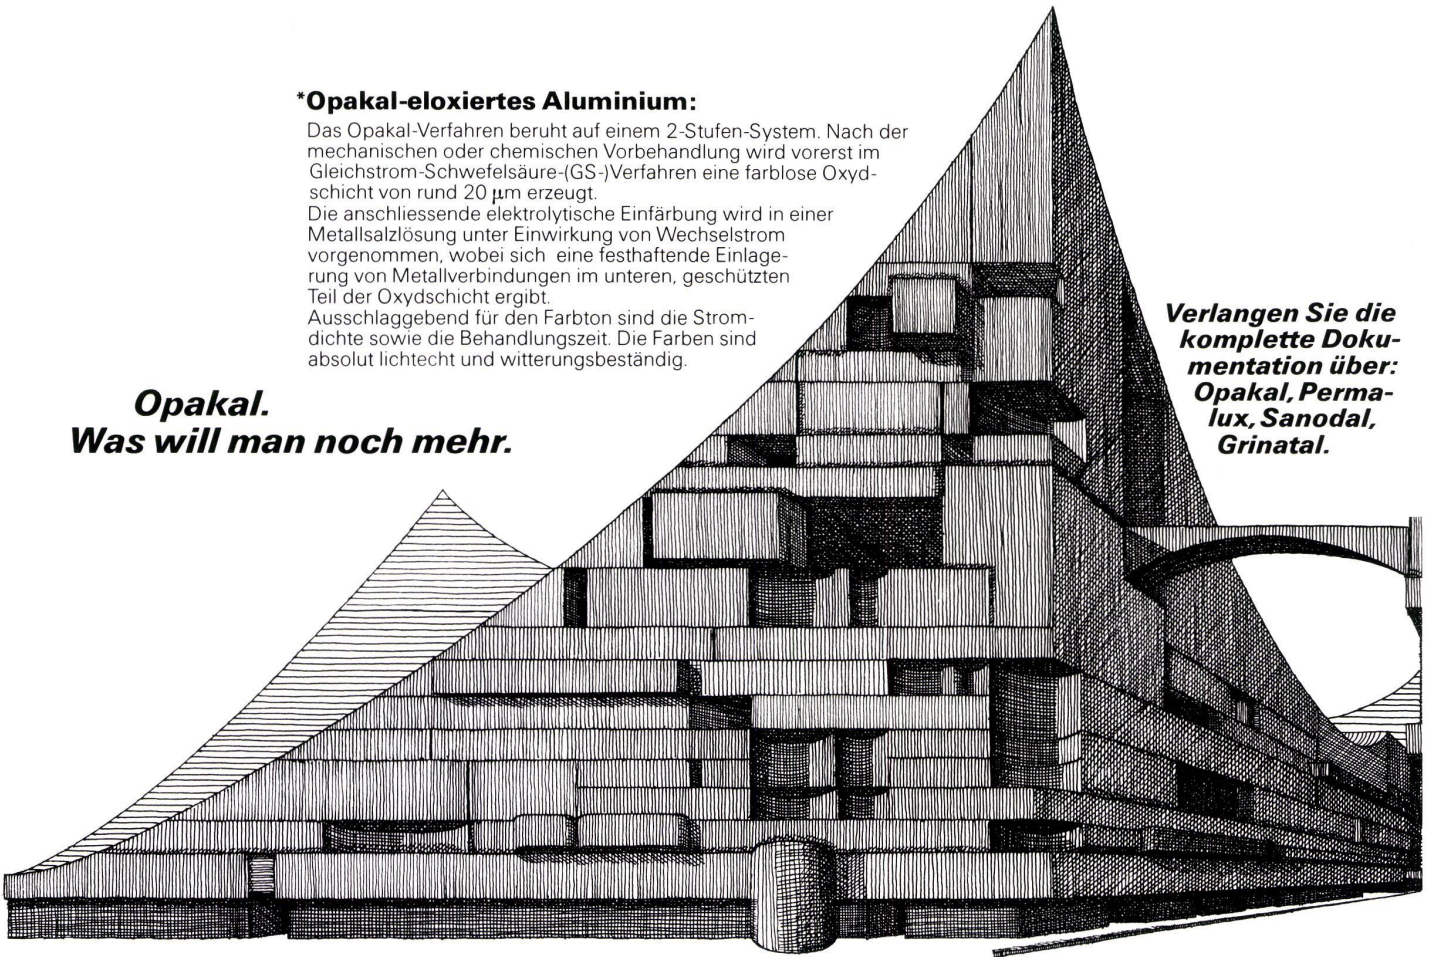 *Opakal-eloxiertes Aluminium:
Das Opakal-Verfahren beruht auf einem 2-Stufen-System. Nach der
mechanischen oder chemischen Vorbehandlung wird vorerst im
Gleichstrom-Schwefelsäure-(GS-)Verfahren eine farblose Oxyd-
schicht von rund 20 µm erzeugt.
Die anschliessende elektrolytische Einfärbung wird in einer
Metallsalzlösung unter Einwirkung von Wechselstrom
vorgenommen, wobei sich eine festhaftende Einlage-
rung von Metallverbindungen im unteren, geschützten
Teil der Oxydschicht ergibt.
Ausschlaggebend für den Farbton sind die Strom-
dichte sowie die Behandlungszeit. Die Farben sind
absolut lichtecht und witterungsbeständig.
Opakal.
Was will man noch mehr.
Verlangen Sie die
komplette Doku-
mentation über:
Opakal, Perma-
lux, Sanodal,
Grinatal.